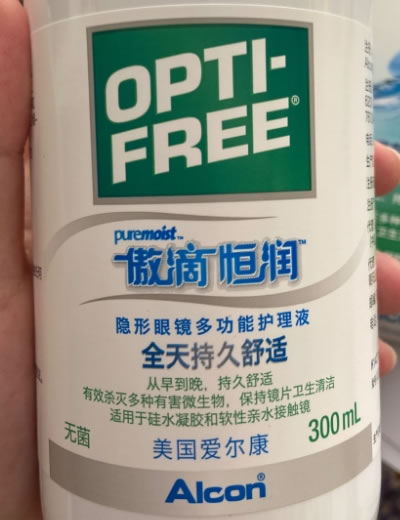 OPTI-
FREE®
puremoist™
傲滴恒润™
隐形眼镜多功能护理液
全天持久舒适
从早到晚，持久舒适
有效杀灭多种有害微生物，保持镜片卫生清洁
适用于硅水凝胶和软性亲水接触镜
无菌
300 mL
美国爱尔康
Alcon®